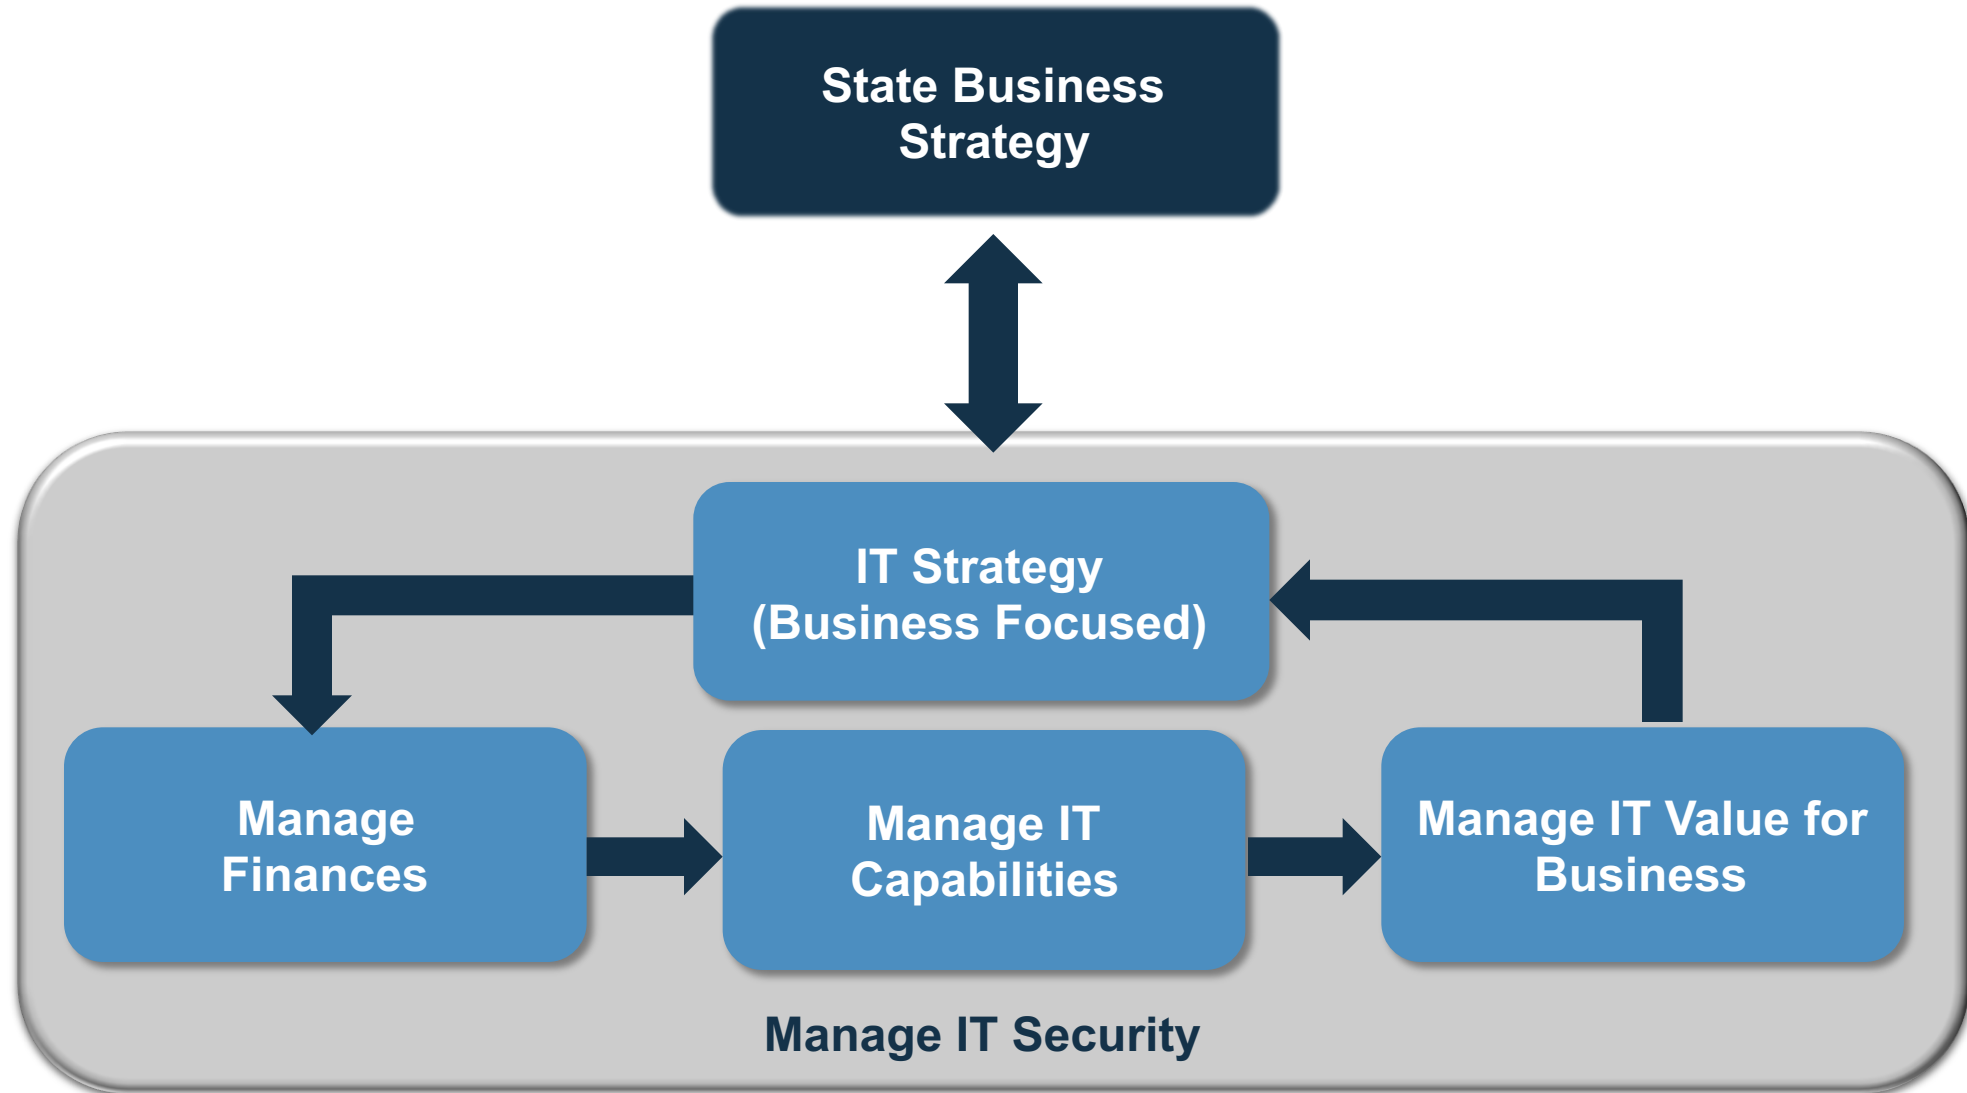 State Business
Strategy
IT Strategy
(Business Focused)
Manage
Finances
Manage IT
Capabilities
Manage IT Value for
Business
Manage IT Security